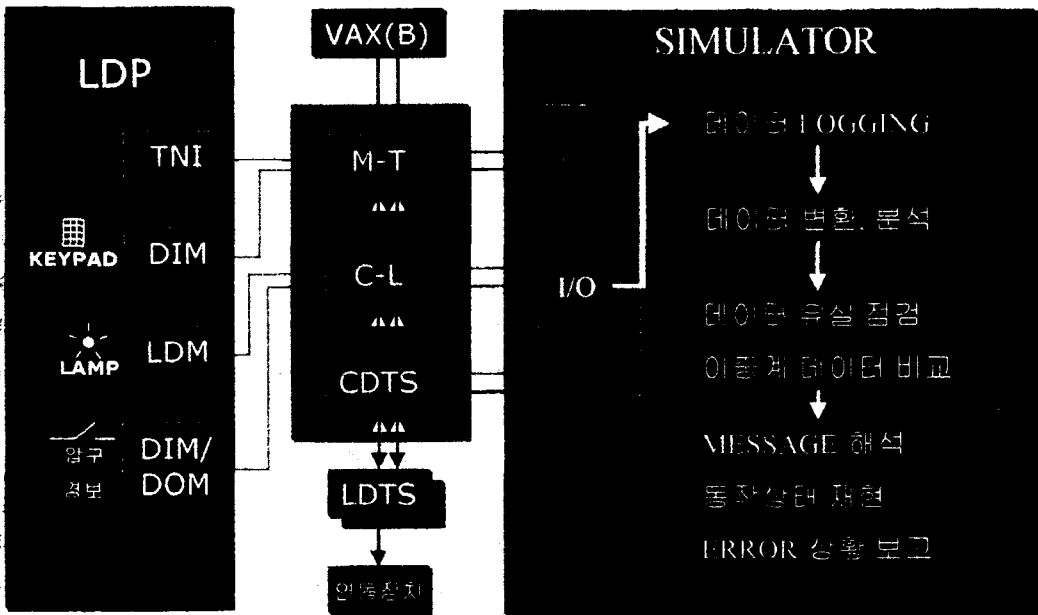 LDP
TNI
KEYPAD
DIM
LAMP
LDM
압구
경보
DIM/
DOM
VAX(B)
M-T
C-L
CDTS
LDTS
연동장치
SIMULATOR
I/O
데이터 LOGGING
데이터 변환, 분석
데이터 유실 점검
이중계 데이터 비교
MESSAGE 해석
동작상태 재현
ERROR 상황 보고